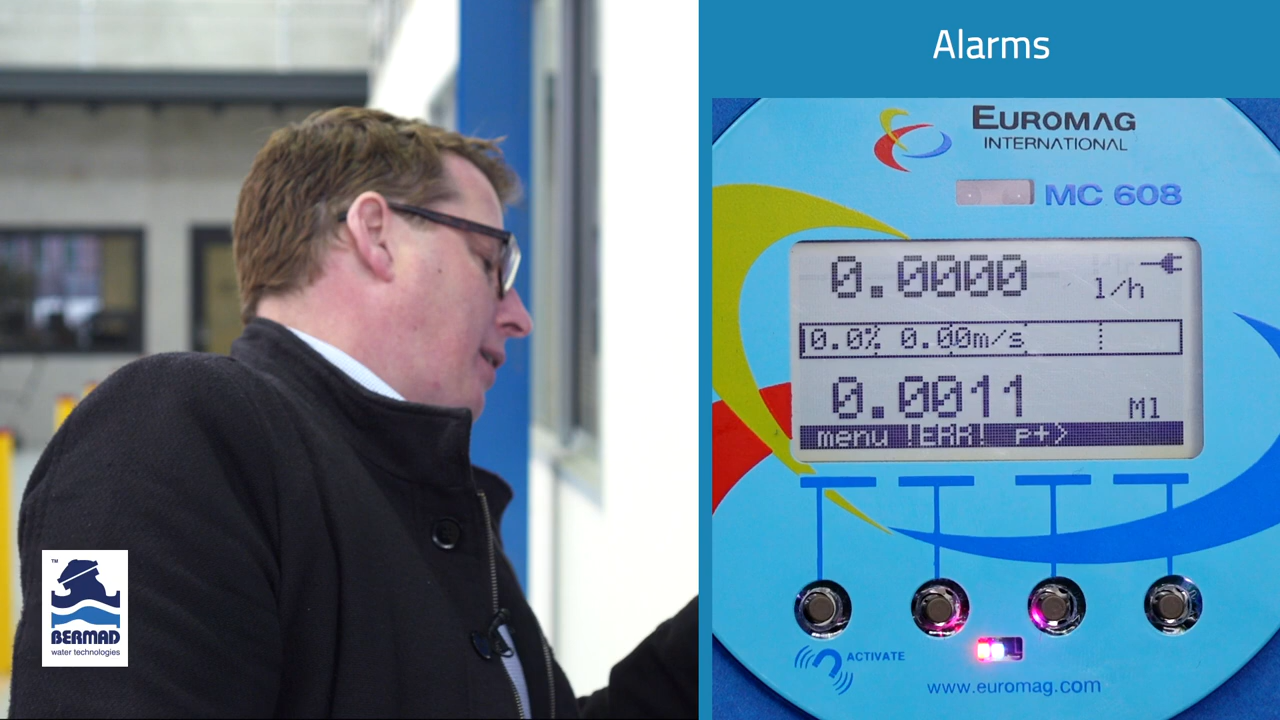 Alarms
EUROMAG
INTERNATIONAL
MC 608
0.0000 l/h
0.0% 0.00m/s
0.0011 M1
menu !ERR! p+>
ACTIVATE
www.euromag.com
TM
BERMAD
water technologies